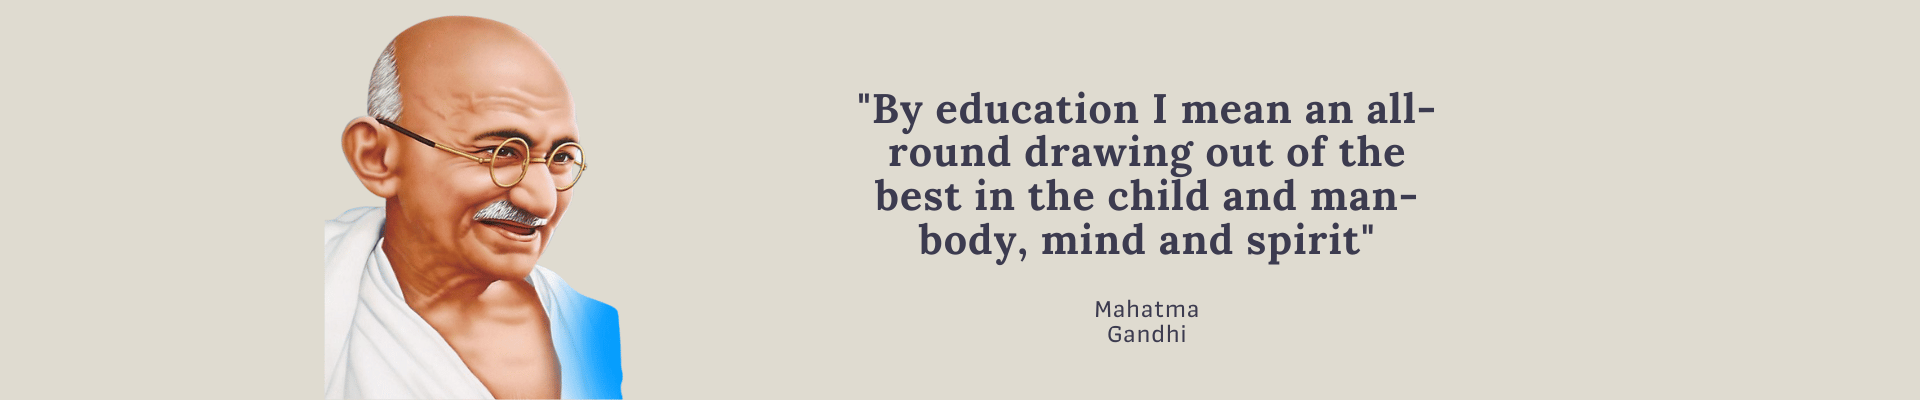 "By education I mean an all-
round drawing out of the
best in the child and man-
body, mind and spirit"
Mahatma
Gandhi